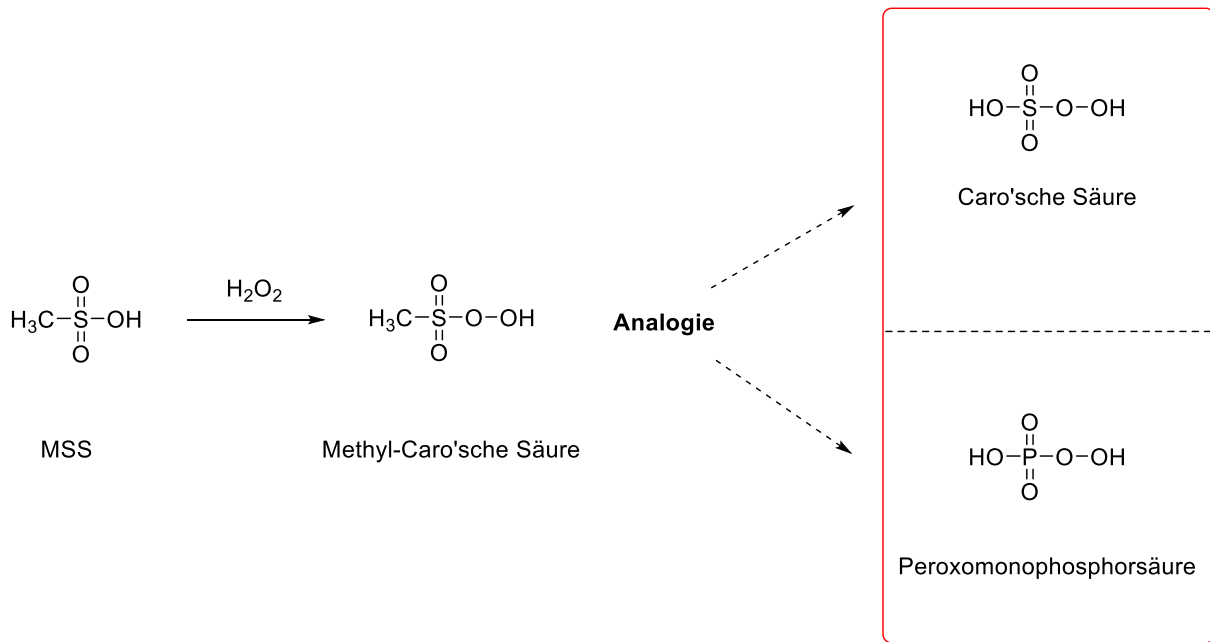 O
HO-S-O-OH
O
Caro'sche Säure
O
H₃C-S-OH
O
H₂O₂
O
H₃C-S-O-OH
O
Analogie
MSS
Methyl-Caro'sche Säure
O
HO-P-O-OH
O
Peroxomonophosphorsäure